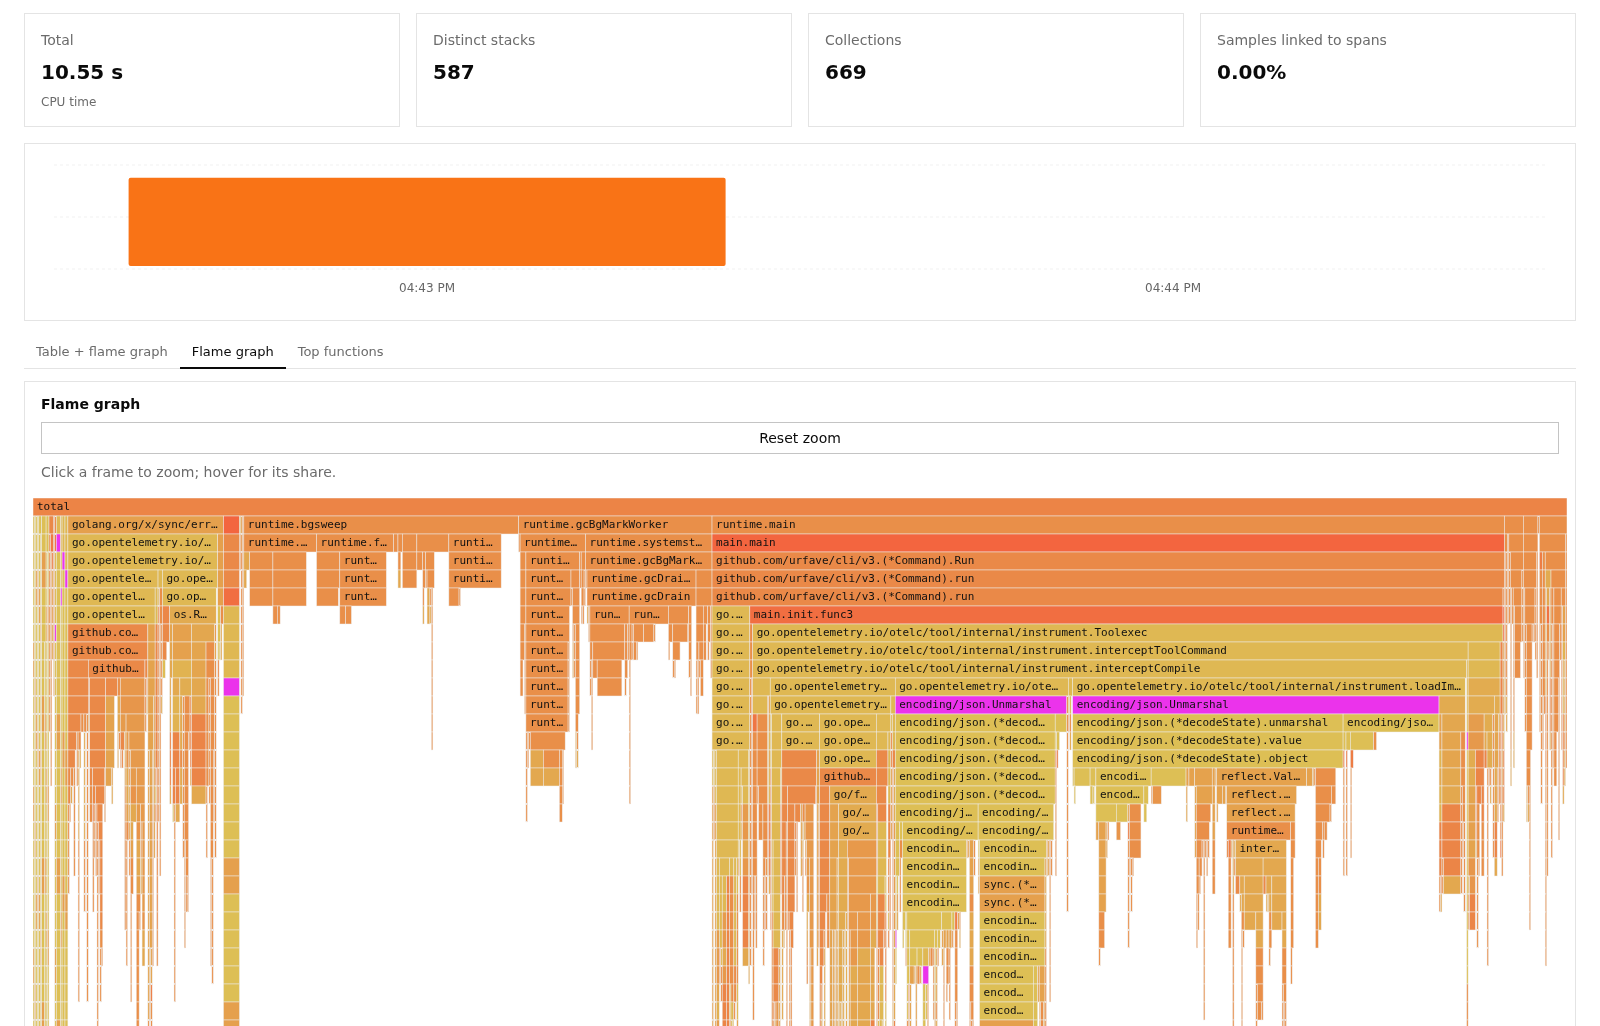 Total
10.55 s
CPU time
Distinct stacks
587
Collections
669
Samples linked to spans
0.00%
04:43 PM 04:44 PM
Table + flame graph Flame graph Top functions
Flame graph
Reset zoom
Click a frame to zoom; hover for its share.
total
golang.org/x/sync/err… runtime.bgsweep runtime.gcBgMarkWorker runtime.main
go.opentelemetry.io/… runtime.… runtime.f… runti… runtime… runtime.systemst… main.main
go.opentelemetry.io/… runt… runti… runti… runtime.gcBgMark… github.com/urfave/cli/v3.(*Command).Run
go.opentele… go.ope… runt… runti… runt… runtime.gcDrai… github.com/urfave/cli/v3.(*Command).run
go.opentel… go.op… runt… runt… runtime.gcDrain github.com/urfave/cli/v3.(*Command).run
go.opentel… os.R… runt… run… run… go.… main.init.func3
github.co… runt… go.… go.opentelemetry.io/otelc/tool/internal/instrument.Toolexec
github.co… runt… go.… go.opentelemetry.io/otelc/tool/internal/instrument.interceptToolCommand
github… runt… go.… go.opentelemetry.io/otelc/tool/internal/instrument.interceptCompile
runt… go.… go.opentelemetry… go.opentelemetry.io/ote… go.opentelemetry.io/otelc/tool/internal/instrument.loadIm…
runt… go.… go.opentelemetry… encoding/json.Unmarshal encoding/json.Unmarshal
runt… go.… go.… go.ope… encoding/json.(*decod… encoding/json.(*decodeState).unmarshal encoding/jso…
go.… go.… go.ope… encoding/json.(*decod… encoding/json.(*decodeState).value
go.ope… encoding/json.(*decod… encoding/json.(*decodeState).object
github… encoding/json.(*decod… encodi… reflect.Val…
go/f… encoding/json.(*decod… encod… reflect.…
go/… encoding/j… encoding/… reflect.…
go/… encoding/… encoding/… runtime…
encodin… encodin… inter…
encodin… encodin…
encodin… sync.(*…
encodin… sync.(*…
encodin…
encodin…
encodin…
encod…
encod…
encod…